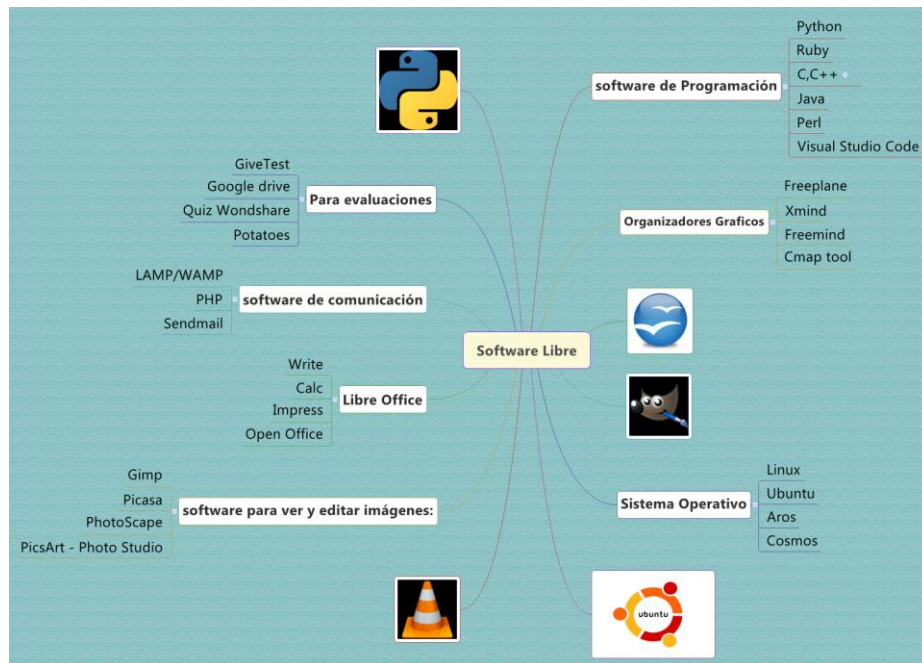 Software Libre
software de Programación
Python
Ruby
C,C++
Java
Perl
Visual Studio Code
Organizadores Graficos
Freeplane
Xmind
Freemind
Cmap tool
Sistema Operativo
Linux
Ubuntu
Aros
Cosmos
ubuntu
Para evaluaciones
GiveTest
Google drive
Quiz Wondshare
Potatoes
software de comunicación
LAMP/WAMP
PHP
Sendmail
Libre Office
Write
Calc
Impress
Open Office
software para ver y editar imágenes:
Gimp
Picasa
PhotoScape
PicsArt - Photo Studio